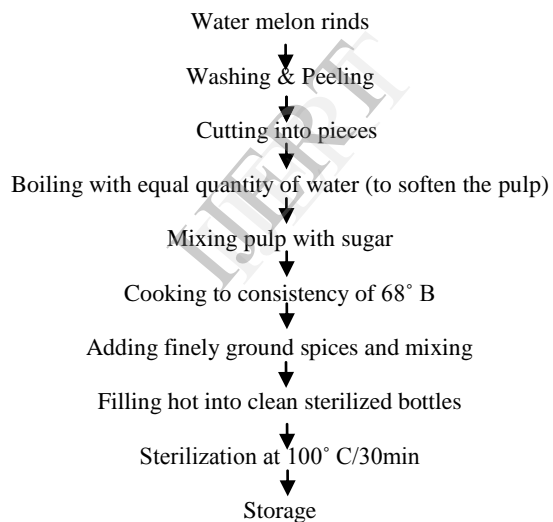 Water melon rinds
Washing & Peeling
Cutting into pieces
Boiling with equal quantity of water (to soften the pulp)
Mixing pulp with sugar
Cooking to consistency of 68˚ B
Adding finely ground spices and mixing
Filling hot into clean sterilized bottles
Sterilization at 100˚ C/30min
Storage
IJERT